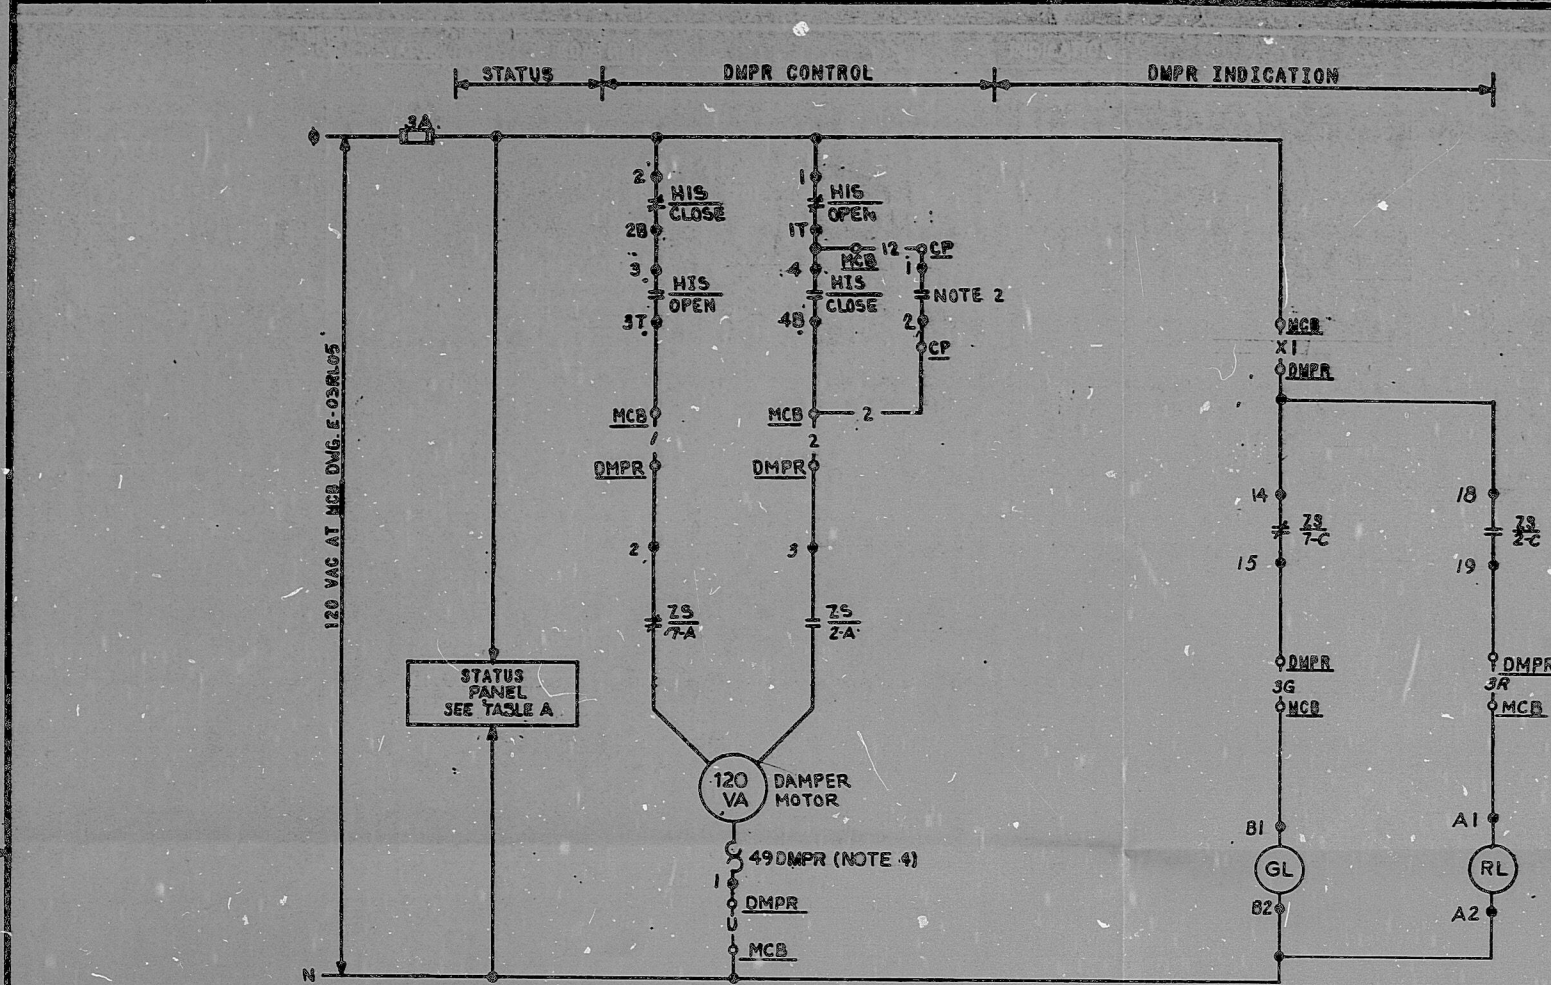 STATUS
DMPR CONTROL
DMPR INDICATION
3A
Φ
2
HIS
CLOSE
2B
3
HIS
OPEN
3T
1
HIS
OPEN
1T
12
CP
MCB
4
1
HIS
CLOSE
NOTE 2
4B
2
CP
MCB
X1
DMPR
120 VAC AT MCB DWG. E-03RL05
MCB
1
DMPR
MCB
2
2
DMPR
14
ZS
7-C
15
18
ZS
2-C
19
2
ZS
7-A
3
ZS
2-A
STATUS
PANEL
SEE TABLE A
DMPR
3G
MCB
DMPR
3R
MCB
120
VA
DAMPER
MOTOR
B1
GL
B2
A1
RL
A2
49 DMPR (NOTE 4)
1
DMPR
U
MCB
N